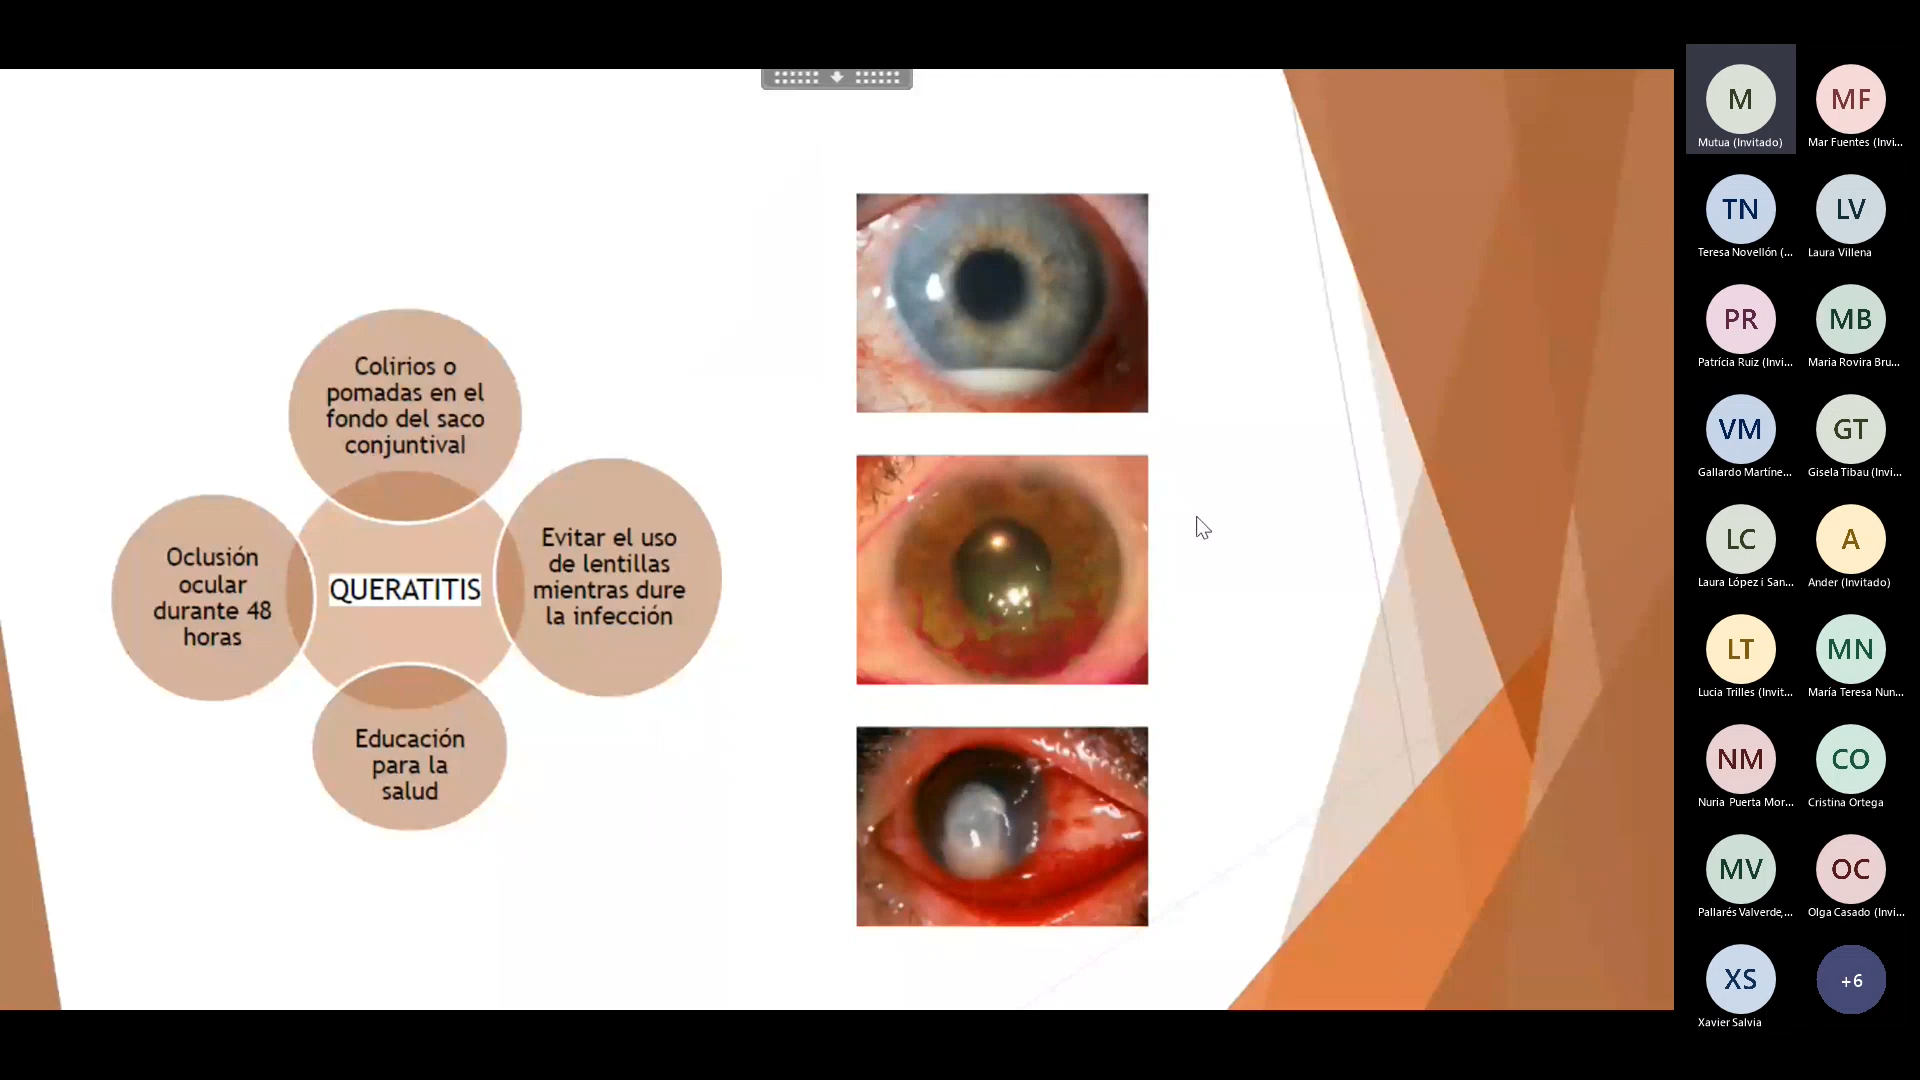 Colirios o
pomadas en el
fondo del saco
conjuntival
Oclusión
ocular
durante 48
horas
QUERATITIS
Evitar el uso
de lentillas
mientras dure
la infección
Educación
para la
salud
M
Mutua (Invitado)
MF
Mar Fuentes (Invi...
TN
Teresa Novellón (...
LV
Laura Villena
PR
Patrícia Ruiz (Invi...
MB
Maria Rovira Bru...
VM
Gallardo Martíne...
GT
Gisela Tibau (Invi...
LC
Laura López i San...
A
Ander (Invitado)
LT
Lucia Trilles (Invit...
MN
María Teresa Nun...
NM
Nuria Puerta Mor...
CO
Cristina Ortega
MV
Pallarés Valverde,...
OC
Olga Casado (Invi...
XS
Xavier Salvia
+6